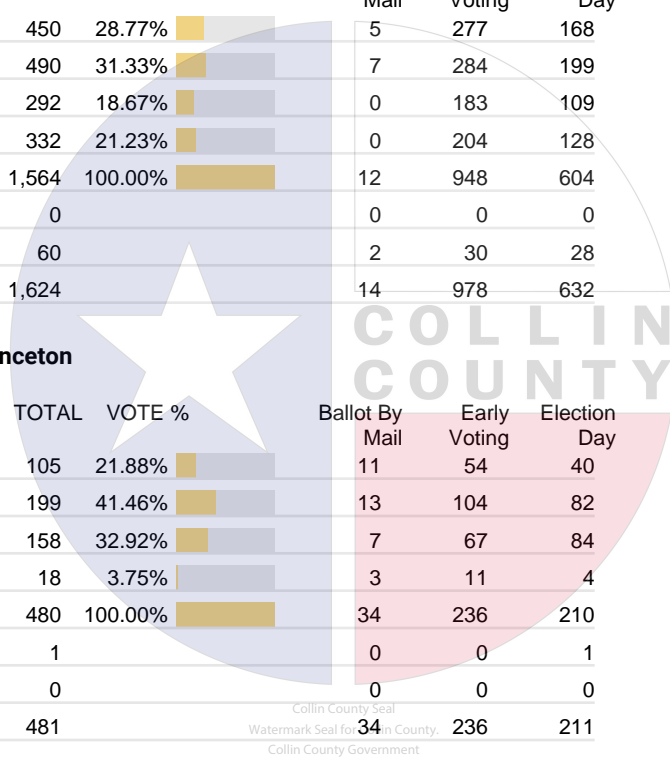 Mail Voting Day
450 28.77% 5 277 168
490 31.33% 7 284 199
292 18.67% 0 183 109
332 21.23% 0 204 128
1,564 100.00% 12 948 604
0 0 0 0
60 2 30 28
1,624 14 978 632
COLLIN
COUNTY
nceton
TOTAL VOTE % Ballot By Early Election
Mail Voting Day
105 21.88% 11 54 40
199 41.46% 13 104 82
158 32.92% 7 67 84
18 3.75% 3 11 4
480 100.00% 34 236 210
1 0 0 1
0 0 0 0
Collin County Seal
481 34 236 211
Watermark Seal for Collin County.
Collin County Government